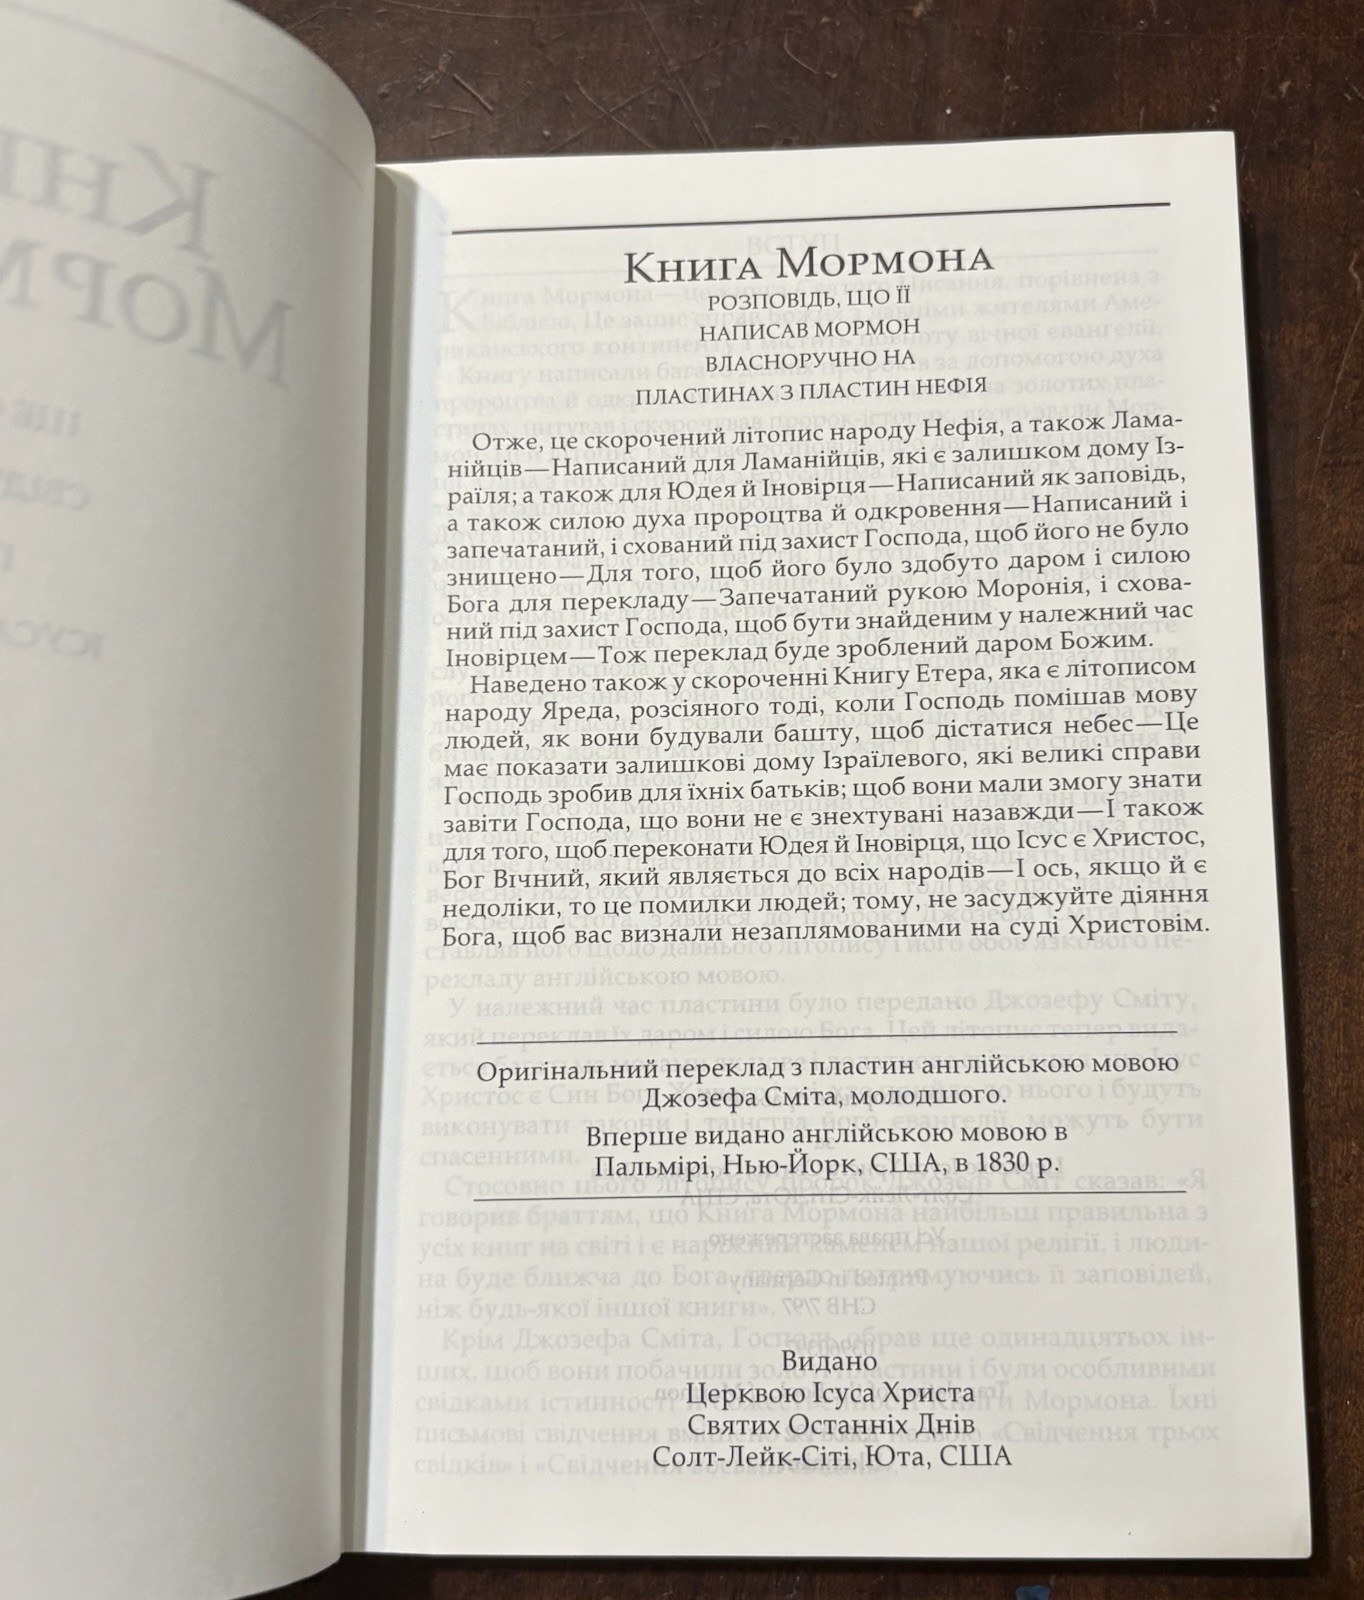 Книга Мормона
РОЗПОВІДЬ, ЩО ЇЇ
НАПИСАВ МОРМОН
ВЛАСНОРУЧНО НА
ПЛАСТИНАХ З ПЛАСТИН НЕФІЯ
Отже, це скорочений літопис народу Нефія, а також Лама-
нійців—Написаний для Ламанійців, які є залишком дому Із-
раїля; а також для Юдея й Іновірця—Написаний як заповідь,
а також силою духа пророцтва й одкровення—Написаний і
запечатаний, і схований під захист Господа, щоб його не було
знищено—Для того, щоб його було здобуто даром і силою
Бога для перекладу—Запечатаний рукою Моронія, і схова-
ний під захист Господа, щоб бути знайденим у належний час
Іновірцем—Тож переклад буде зроблений даром Божим.
Наведено також у скороченні Книгу Етера, яка є літописом
народу Яреда, розсіяного тоді, коли Господь помішав мову
людей, як вони будували башту, щоб дістатися небес—Це
має показати залишкові дому Ізраїлевого, які великі справи
Господь зробив для їхніх батьків; щоб вони мали змогу знати
завіти Господа, що вони не є знехтувані назавжди—І також
для того, щоб переконати Юдея й Іновірця, що Ісус є Христос,
Бог Вічний, який являється до всіх народів—І ось, якщо й є
недоліки, то це помилки людей; тому, не засуджуйте діяння
Бога, щоб вас визнали незаплямованими на суді Христовім.
Оригінальний переклад з пластин англійською мовою
Джозефа Сміта, молодшого.
Вперше видано англійською мовою в
Пальмірі, Нью-Йорк, США, в 1830 р.
Видано
Церквою Ісуса Христа
Святих Останніх Днів
Солт-Лейк-Сіті, Юта, США